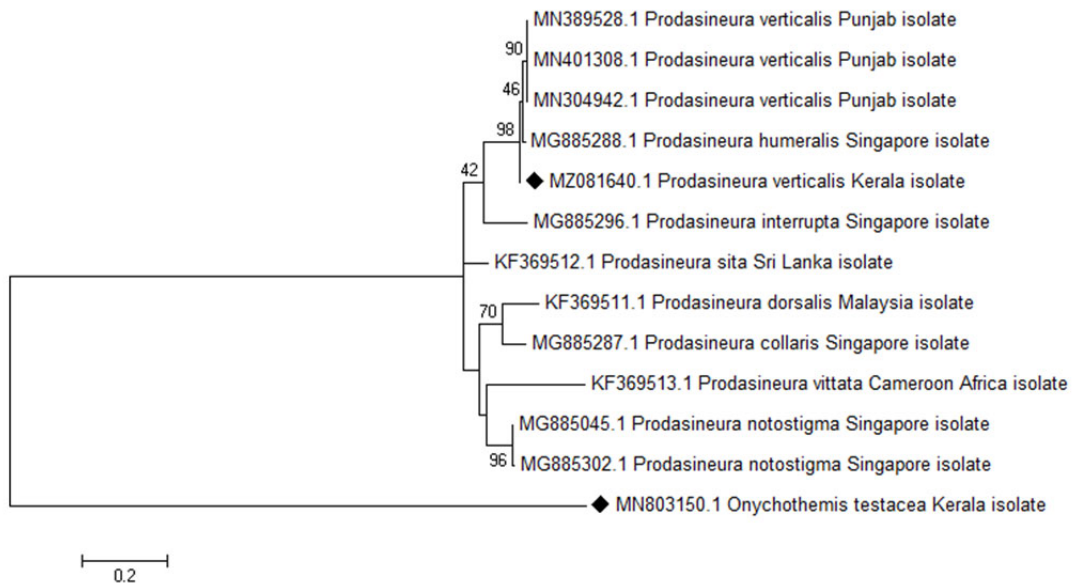 MN389528.1 Prodasineura verticalis Punjab isolate
90
MN401308.1 Prodasineura verticalis Punjab isolate
46
MN304942.1 Prodasineura verticalis Punjab isolate
98
MG885288.1 Prodasineura humeralis Singapore isolate
42
MZ081640.1 Prodasineura verticalis Kerala isolate
MG885296.1 Prodasineura interrupta Singapore isolate
KF369512.1 Prodasineura sita Sri Lanka isolate
KF369511.1 Prodasineura dorsalis Malaysia isolate
70
MG885287.1 Prodasineura collaris Singapore isolate
KF369513.1 Prodasineura vittata Cameroon Africa isolate
MG885045.1 Prodasineura notostigma Singapore isolate
96
MG885302.1 Prodasineura notostigma Singapore isolate
MN803150.1 Onychothemis testacea Kerala isolate
0.2